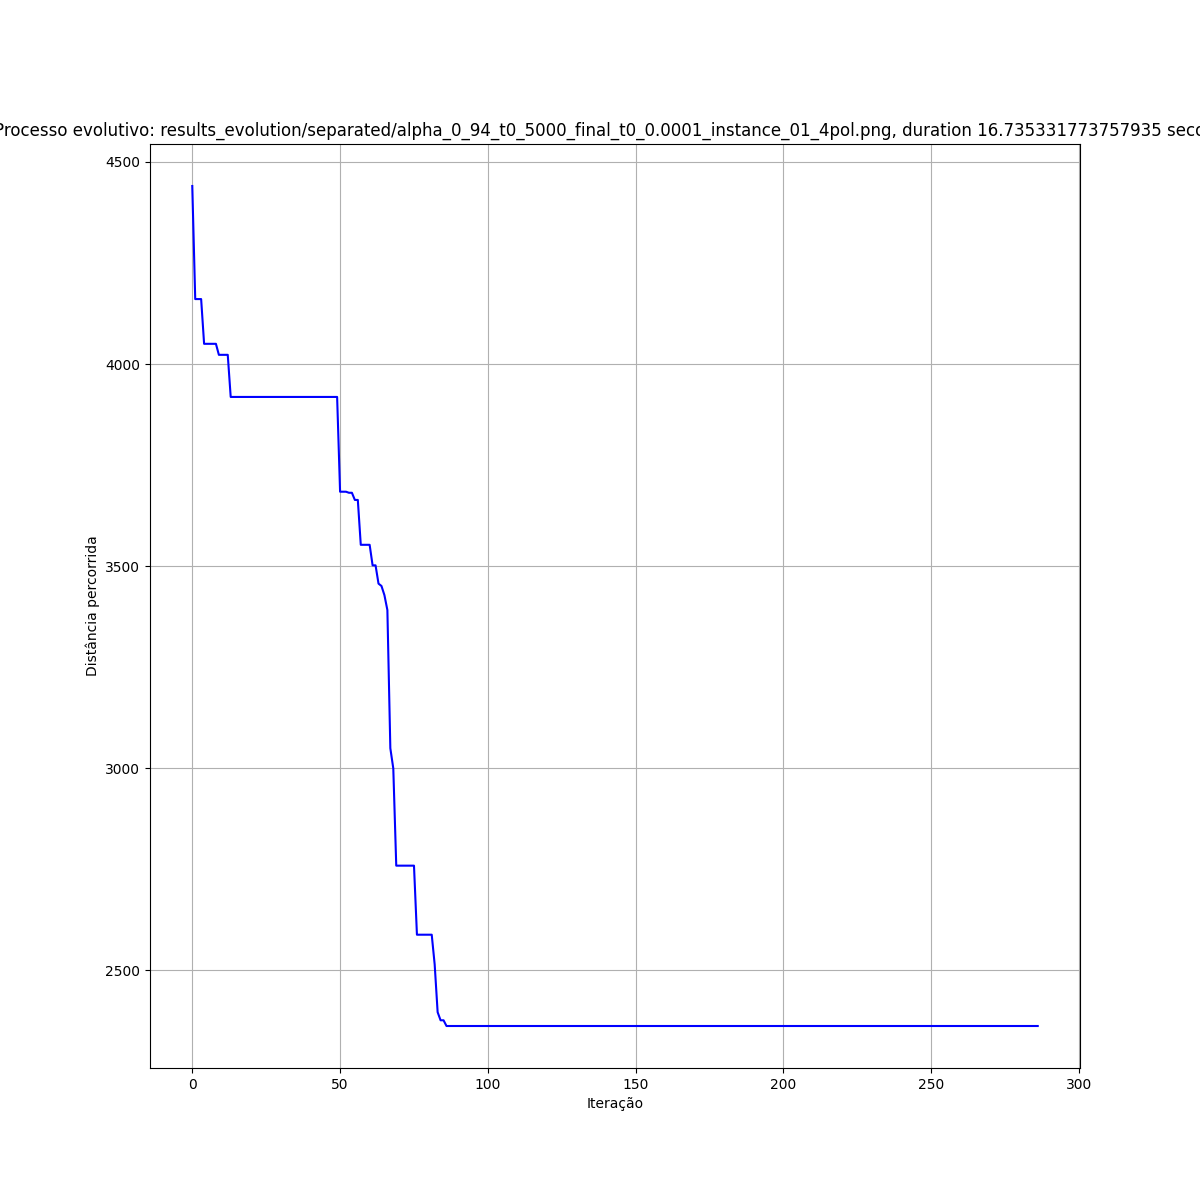 Processo evolutivo: results_evolution/separated/alpha_0_94_t0_5000_final_t0_0.0001_instance_01_4pol.png, duration 16.735331773757935 seco
4500
4000
3500
3000
2500
Distância percorrida
0 50 100 150 200 250 300
Iteração